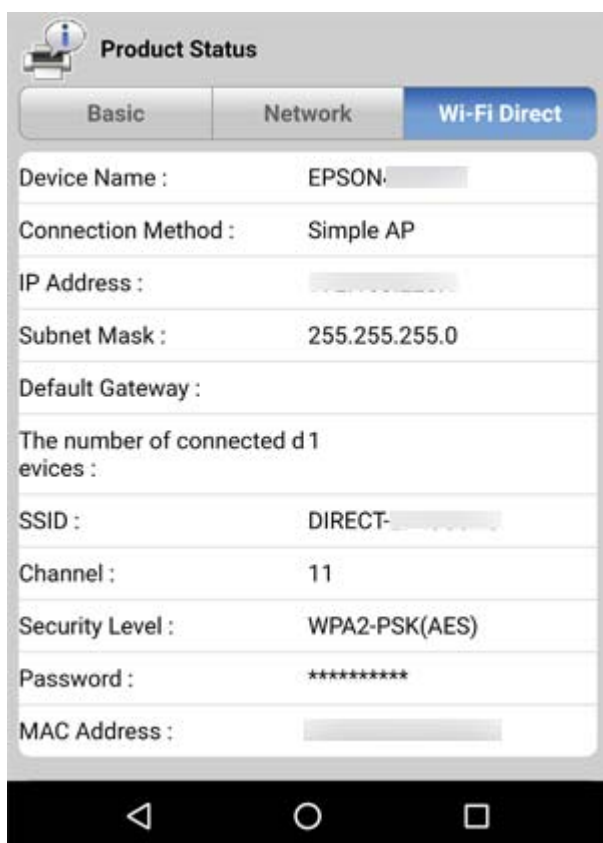 Product Status
Basic Network Wi-Fi Direct
Device Name : EPSON
Connection Method : Simple AP
IP Address :
Subnet Mask : 255.255.255.0
Default Gateway :
The number of connected d 1
evices :
SSID : DIRECT-
Channel : 11
Security Level : WPA2-PSK(AES)
Password : **********
MAC Address :